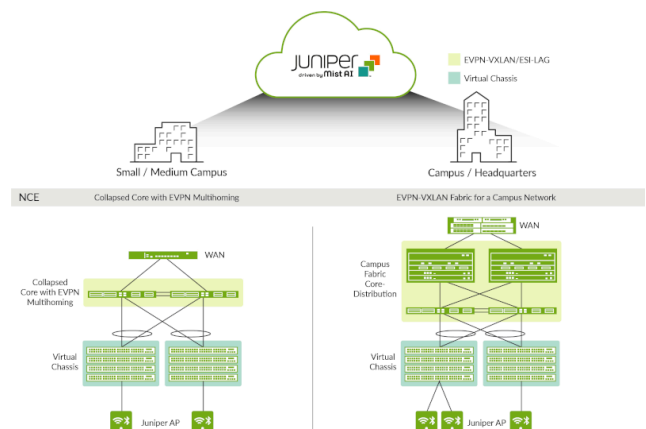 JUNIPER
driven by Mist AI
EVPN-VXLAN/ESI-LAG
Virtual Chassis
Small / Medium Campus
Campus / Headquarters
NCE
Collapsed Core with EVPN Multihoming
EVPN-VXLAN Fabric for a Campus Network
WAN
Collapsed
Core with EVPN
Multihoming
Virtual
Chassis
Juniper AP
WAN
Campus
Fabric
Core-
Distribution
Virtual
Chassis
Juniper AP